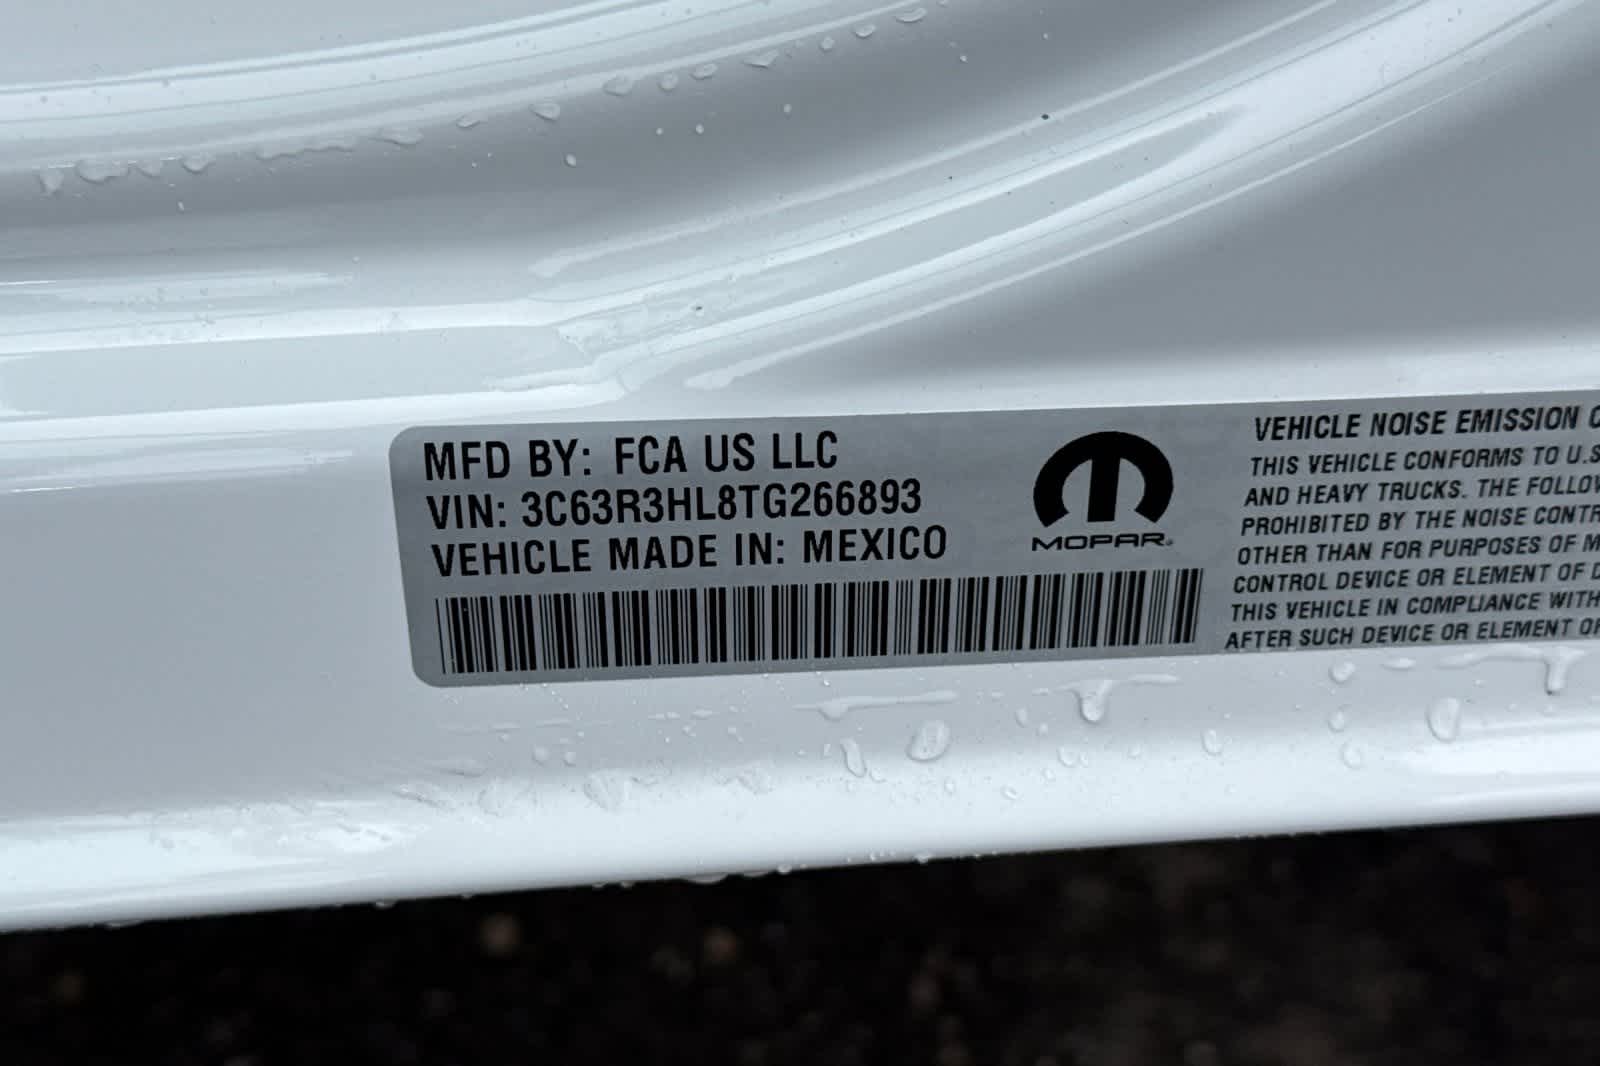 MFD BY: FCA US LLC
VIN: 3C63R3HL8TG266893
VEHICLE MADE IN: MEXICO
MOPAR
VEHICLE NOISE EMISSION
THIS VEHICLE CONFORMS TO U.S
AND HEAVY TRUCKS. THE
PROHIBITED BY THE NOISE
OTHER THAN FOR PURPOSES OF
CONTROL DEVICE OR ELEMENT OF
THIS VEHICLE IN COMPLIANCE WITH
AFTER SUCH DEVICE OR ELEMENT